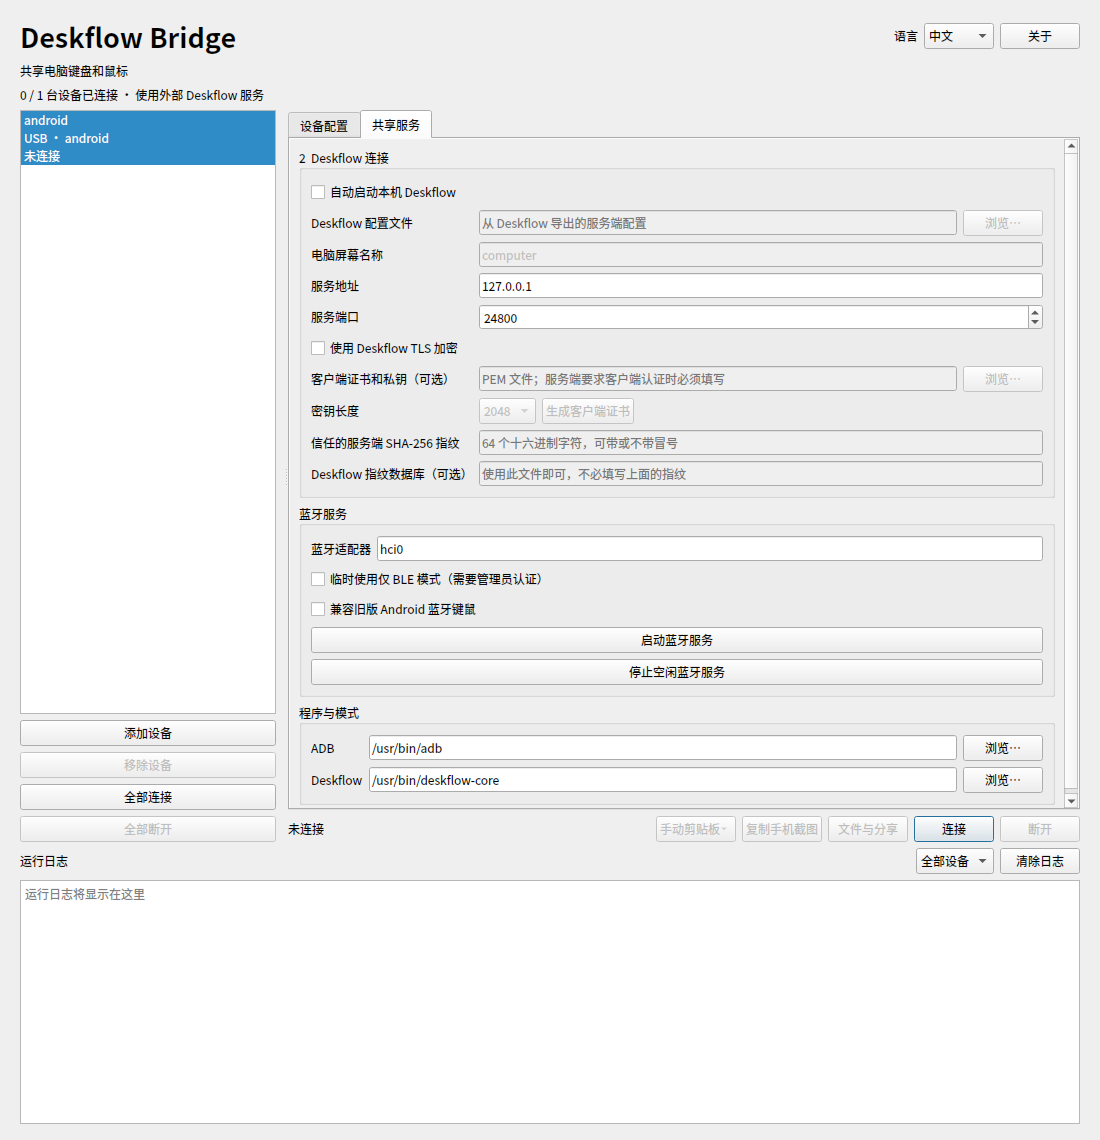 Deskflow Bridge
语言 中文 关于
共享电脑键盘和鼠标
0 / 1 台设备已连接 · 使用外部 Deskflow 服务
android
USB · android
未连接
添加设备
移除设备
全部连接
全部断开
设备配置 共享服务
2 Deskflow 连接
自动启动本机 Deskflow
Deskflow 配置文件 从 Deskflow 导出的服务端配置 浏览…
电脑屏幕名称 computer
服务地址 127.0.0.1
服务端口 24800
使用 Deskflow TLS 加密
客户端证书和私钥（可选） PEM 文件；服务端要求客户端认证时必须填写 浏览…
密钥长度 2048 生成客户端证书
信任的服务端 SHA-256 指纹 64 个十六进制字符，可带或不带冒号
Deskflow 指纹数据库（可选） 使用此文件即可，不必填写上面的指纹
蓝牙服务
蓝牙适配器 hci0
临时使用仅 BLE 模式（需要管理员认证）
兼容旧版 Android 蓝牙键鼠
启动蓝牙服务
停止空闲蓝牙服务
程序与模式
ADB /usr/bin/adb 浏览…
Deskflow /usr/bin/deskflow-core 浏览…
未连接 手动剪贴板 复制手机截图 文件与分享 连接 断开
运行日志 全部设备 清除日志
运行日志将显示在这里